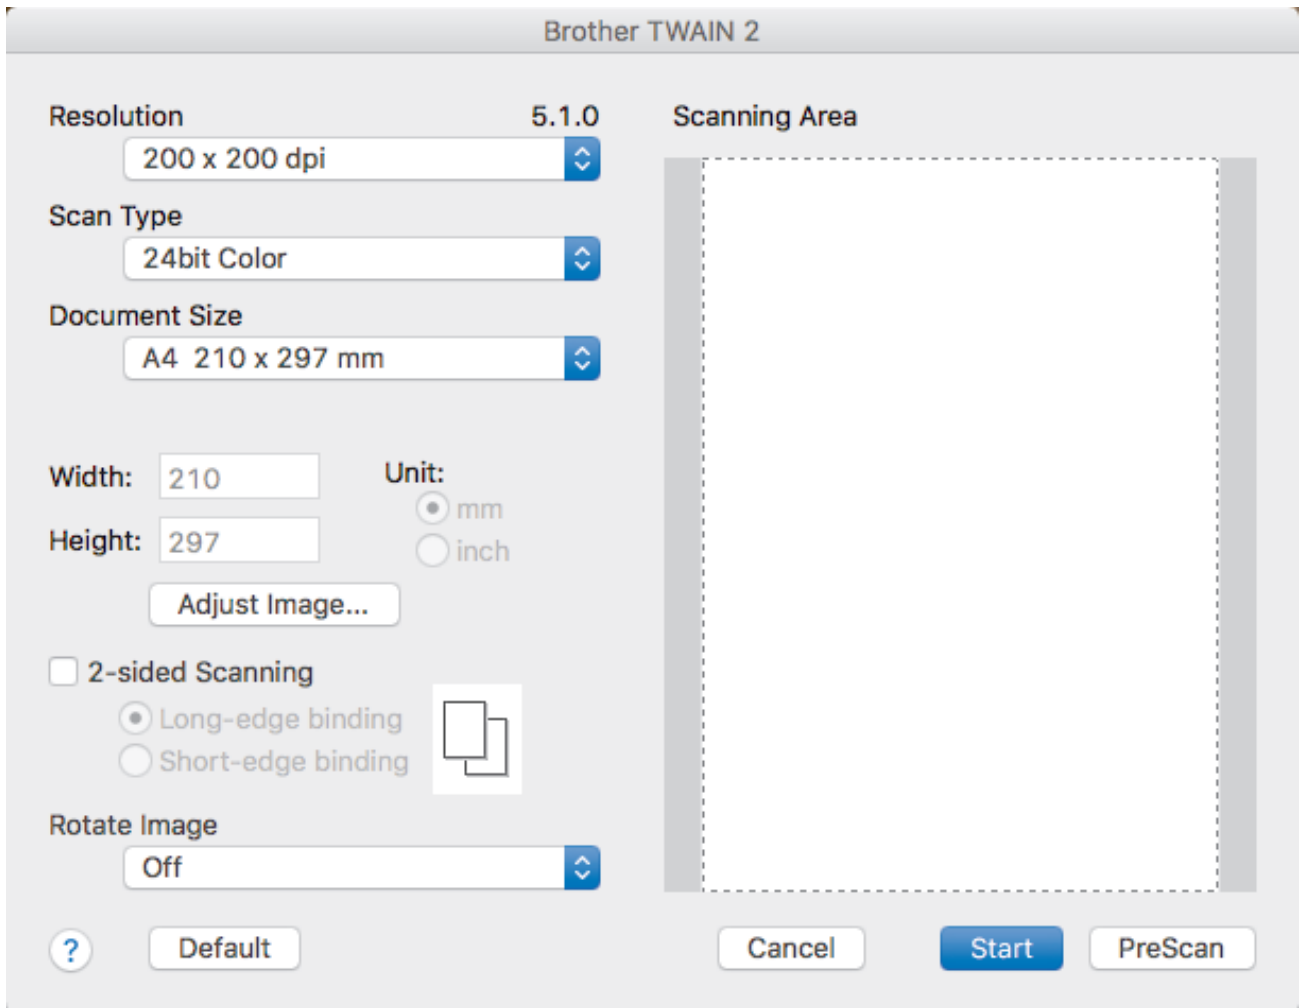 Brother TWAIN 2
Resolution 5.1.0
200 x 200 dpi
Scan Type
24bit Color
Document Size
A4  210 x 297 mm
Width: 210
Height: 297
Unit:
mm
inch
Adjust Image...
2-sided Scanning
Long-edge binding
Short-edge binding
Rotate Image
Off
? Default
Scanning Area
Cancel Start PreScan